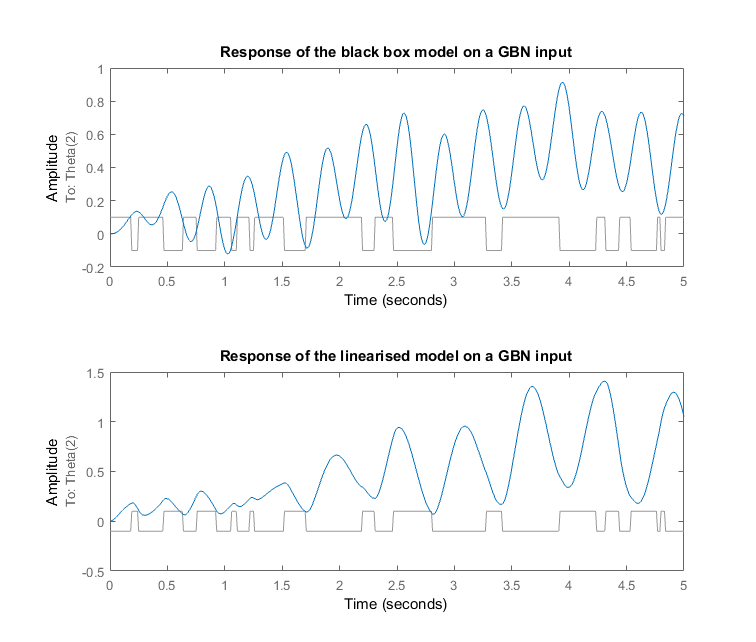 Response of the black box model on a GBN input
Amplitude
To: Theta(2)
1
0.8
0.6
0.4
0.2
0
-0.2
0 0.5 1 1.5 2 2.5 3 3.5 4 4.5 5
Time (seconds)
Response of the linearised model on a GBN input
Amplitude
To: Theta(2)
1.5
1
0.5
0
-0.5
0 0.5 1 1.5 2 2.5 3 3.5 4 4.5 5
Time (seconds)